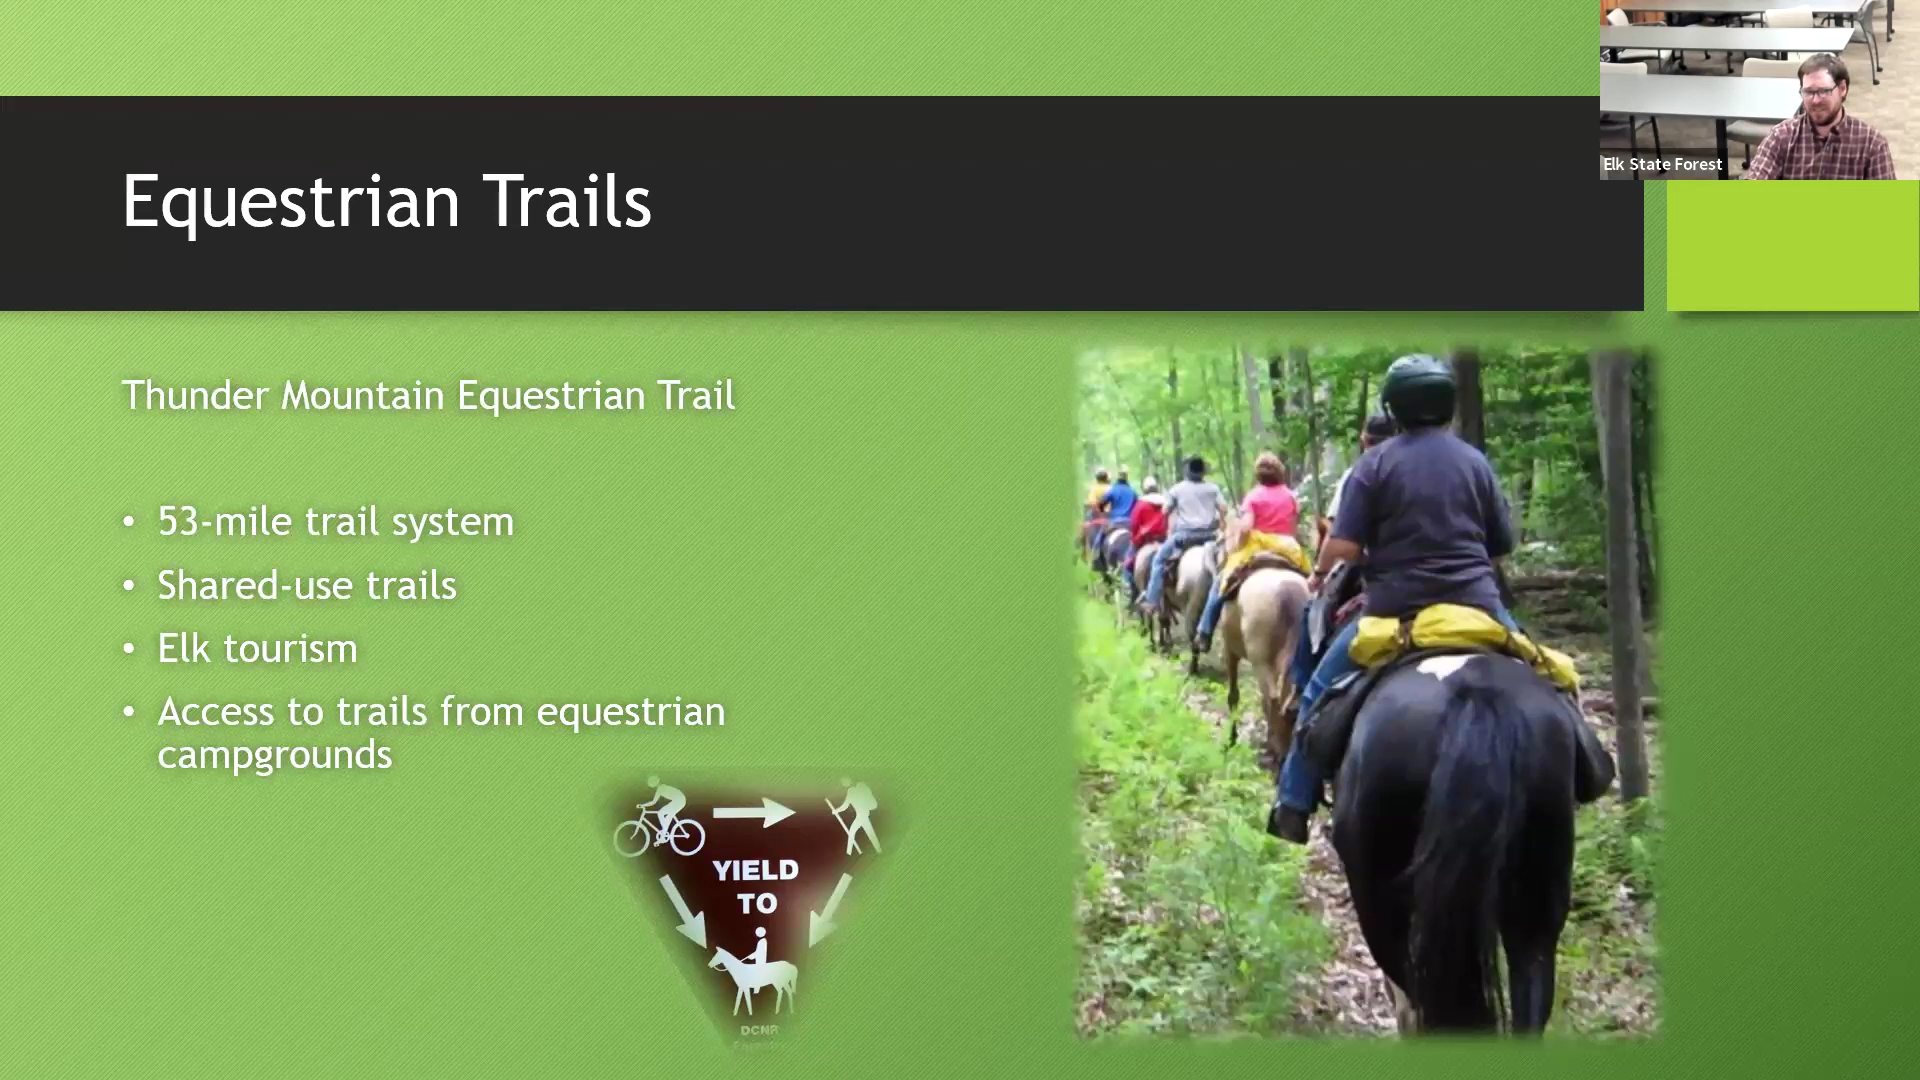 Elk State Forest
Equestrian Trails
Thunder Mountain Equestrian Trail
• 53-mile trail system
• Shared-use trails
• Elk tourism
• Access to trails from equestrian
campgrounds
YIELD
TO
DCNR